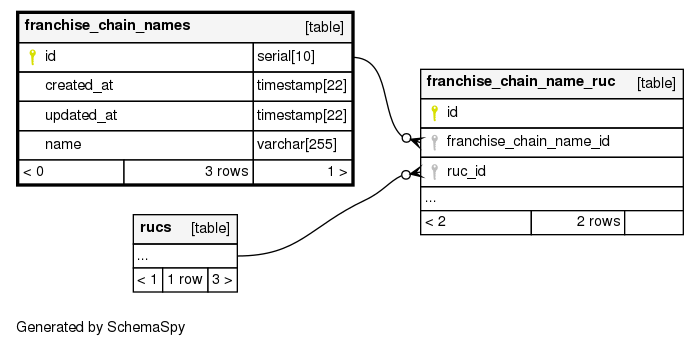 franchise_chain_names [table]
id serial[10]
created_at timestamp[22]
updated_at timestamp[22]
name varchar[255]
< 0 3 rows 1 >
franchise_chain_name_ruc [table]
id
franchise_chain_name_id
ruc_id
...
< 2 2 rows
rucs [table]
...
< 1 1 row 3 >
Generated by SchemaSpy